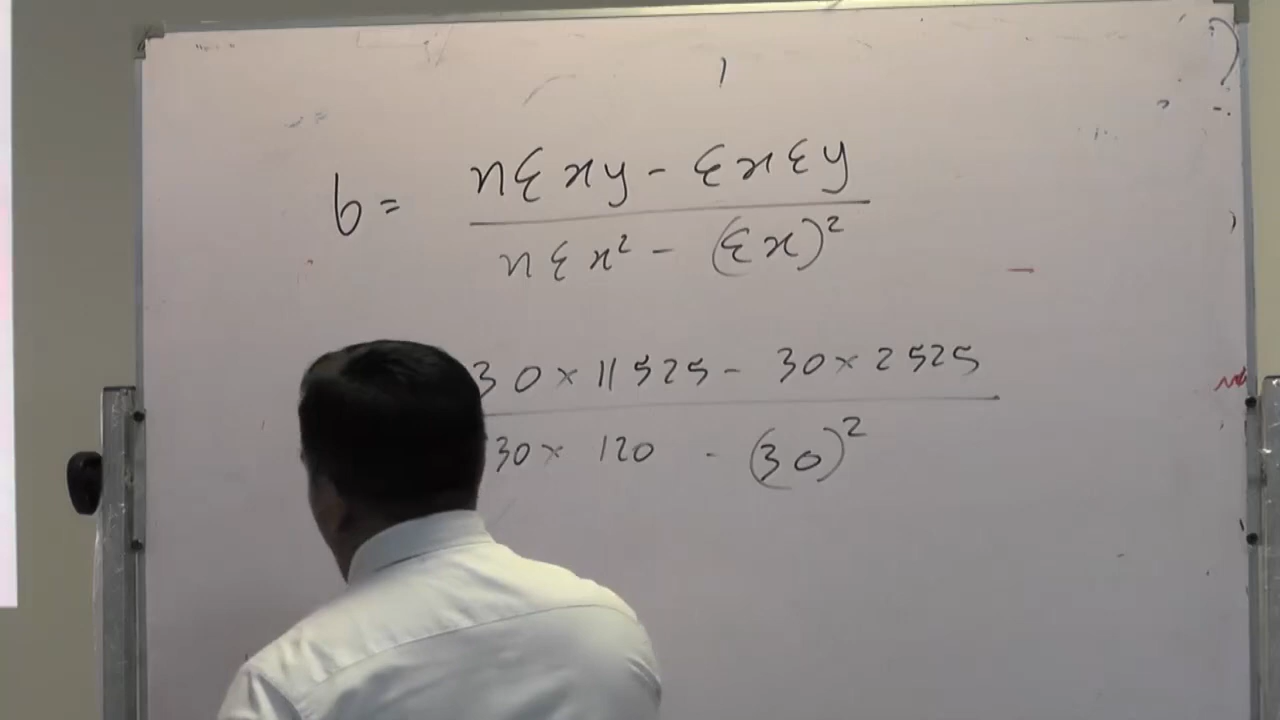 b = nΣxy - ΣxΣy
nΣx² - (Σx)²
30 × 11525 - 30 × 2525
30 × 120 - (30)²